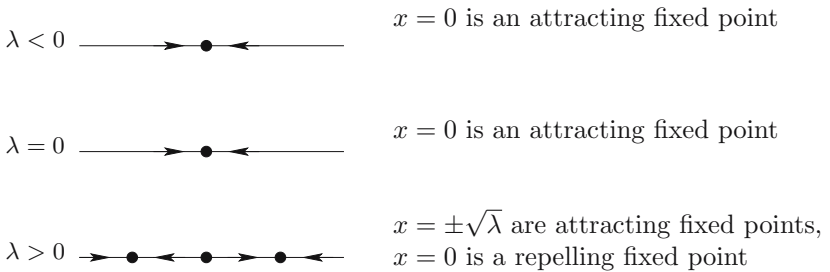 λ < 0
x = 0 is an attracting fixed point
λ = 0
x = 0 is an attracting fixed point
λ > 0
x = ±√λ are attracting fixed points,
x = 0 is a repelling fixed point